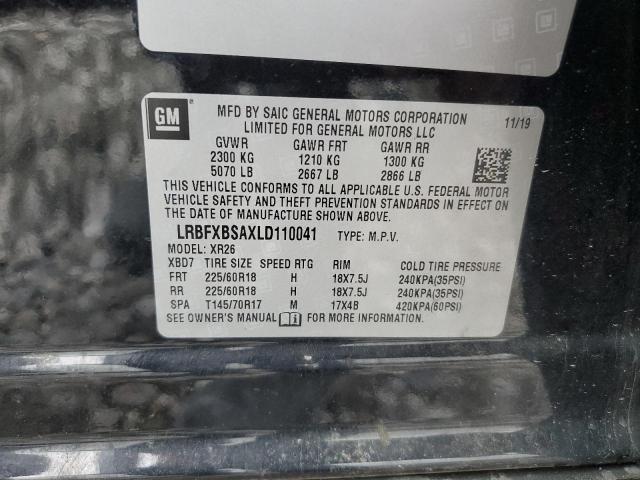 GM
MFD BY SAIC GENERAL MOTORS CORPORATION 11/19
LIMITED FOR GENERAL MOTORS LLC
GVWR GAWR FRT GAWR RR
2300 KG 1210 KG 1300 KG
5070 LB 2667 LB 2866 LB
THIS VEHICLE CONFORMS TO ALL APPLICABLE U.S. FEDERAL MOTOR
VEHICLE SAFETY AND THEFT PREVENTION STANDARDS IN EFFECT ON THE
DATE OF MANUFACTURE SHOWN ABOVE.
LRBFXBSAXLD110041 TYPE: M.P.V.
MODEL: XR26
XBD7 TIRE SIZE SPEED RTG RIM COLD TIRE PRESSURE
FRT 225/60R18 H 18X7.5J 240KPA(35PSI)
RR 225/60R18 H 18X7.5J 240KPA(35PSI)
SPA T145/70R17 M 17X4B 420KPA(60PSI)
SEE OWNER'S MANUAL FOR MORE INFORMATION.